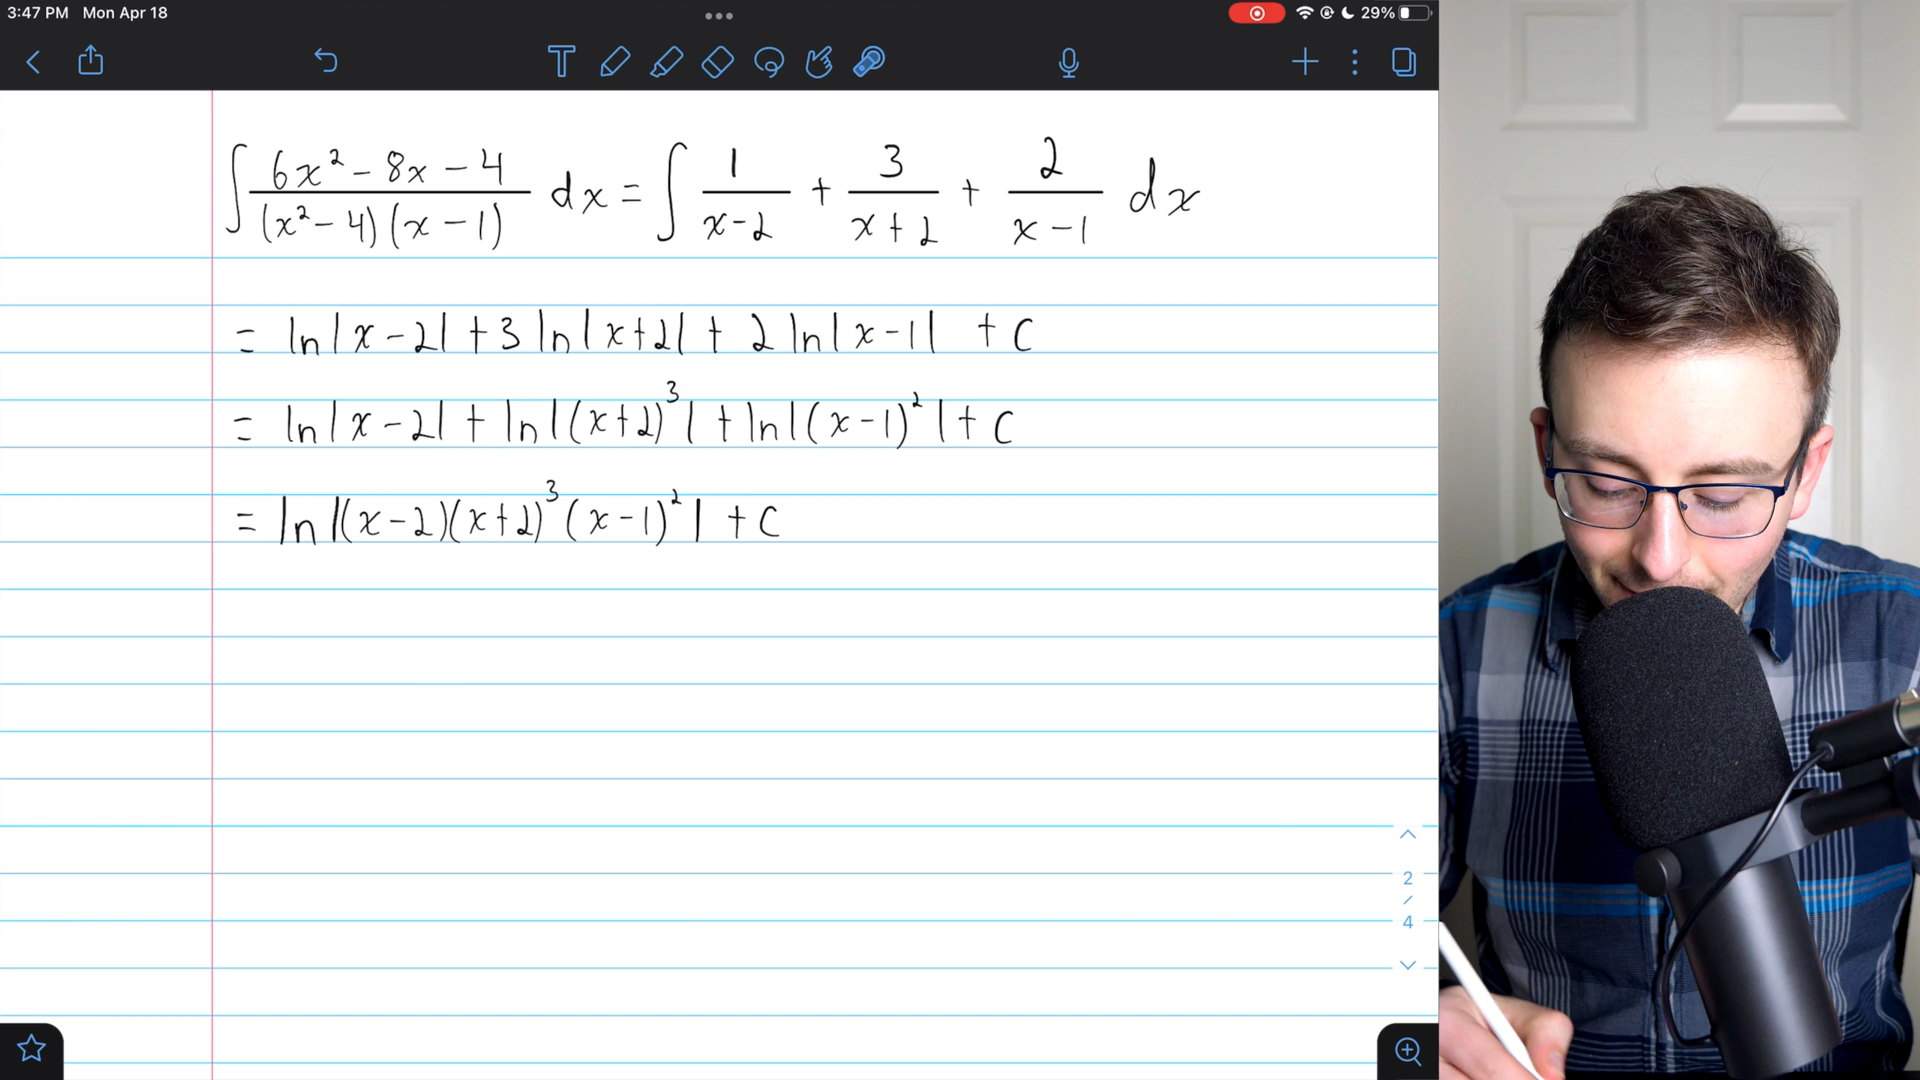 3:47 PM Mon Apr 18
29%
T
∫ 6x² - 8x - 4 / (x² - 4)(x - 1) dx = ∫ 1 / x-2 + 3 / x+2 + 2 / x-1 dx
= ln|x-2| + 3 ln|x+2| + 2 ln|x-1| + C
= ln|x-2| + ln|(x+2)³| + ln|(x-1)²| + C
= ln|(x-2)(x+2)³(x-1)²| + C
2
/
4